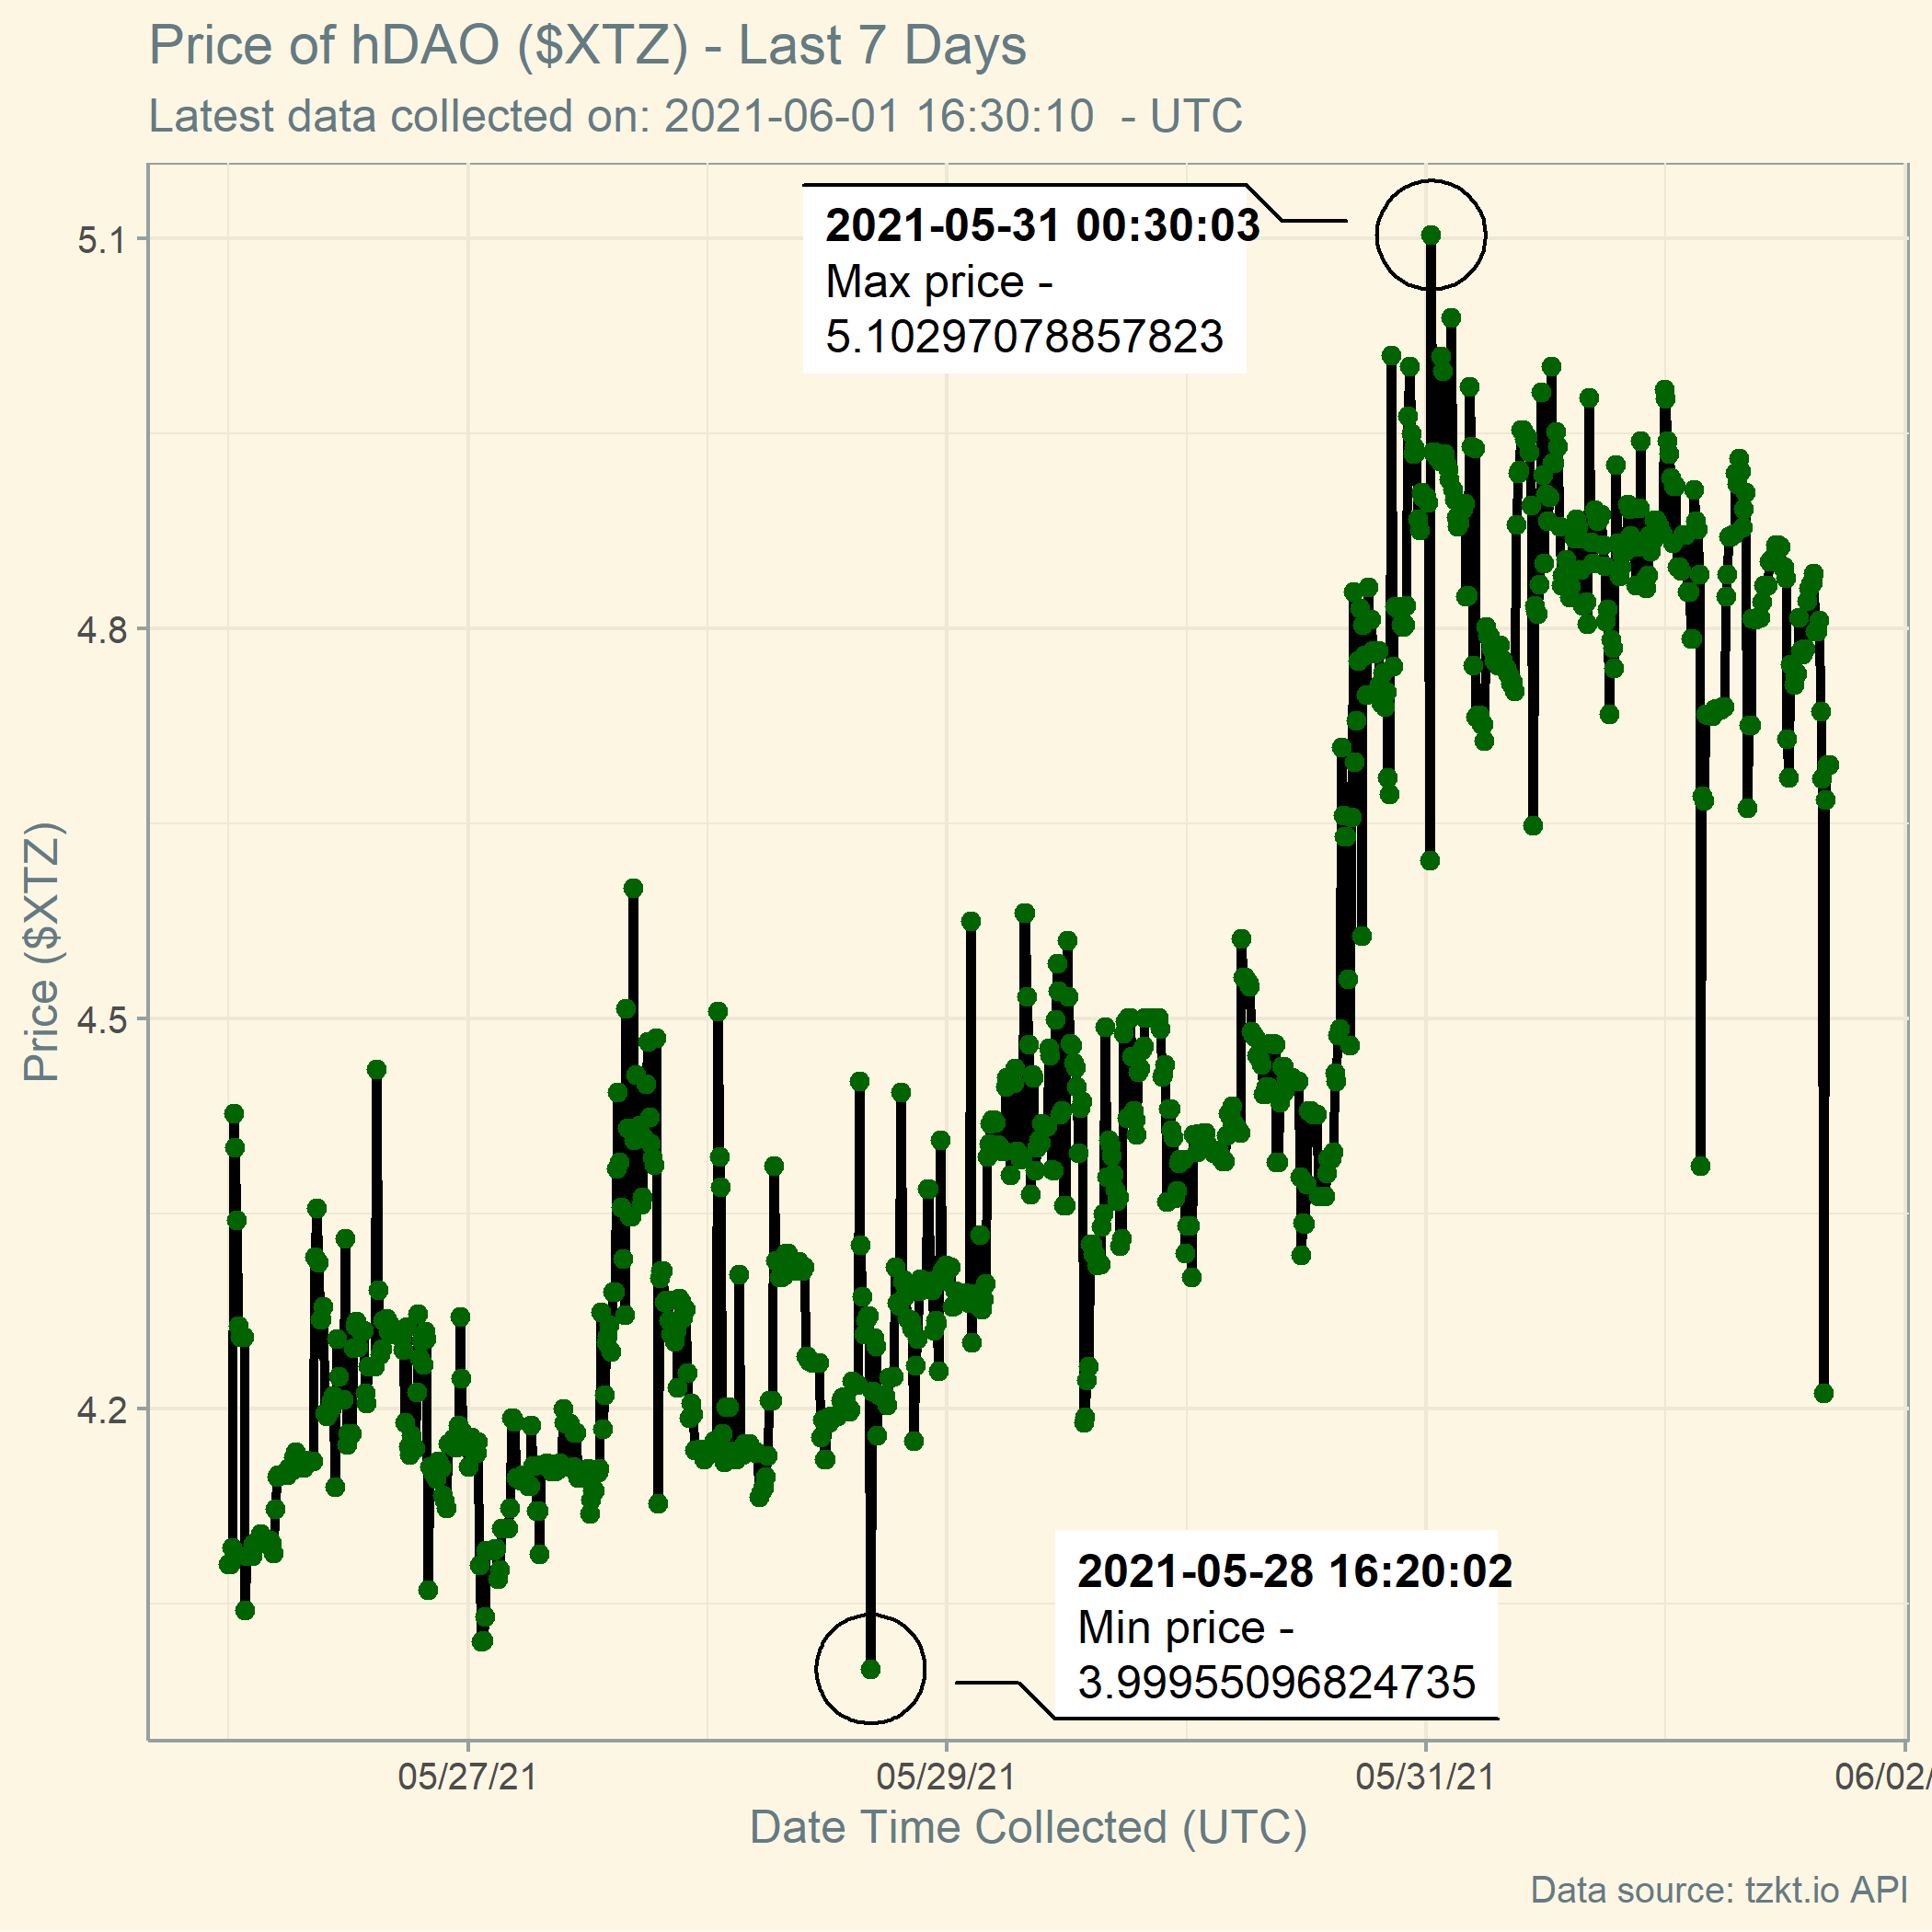 Price of hDAO ($XTZ) - Last 7 Days
Latest data collected on: 2021-06-01 16:30:10  - UTC
2021-05-31 00:30:03
Max price -
5.10297078857823
5.1
4.8
4.5
4.2
Price ($XTZ)
2021-05-28 16:20:02
Min price -
3.99955096824735
05/27/21
05/29/21
05/31/21
06/02/
Date Time Collected (UTC)
Data source: tzkt.io API